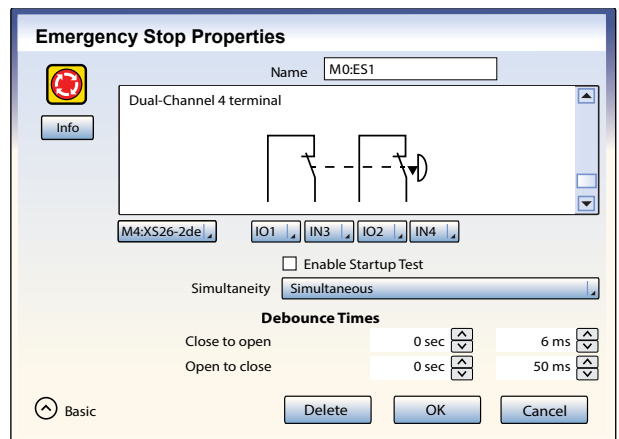 Emergency Stop Properties
Name M0:ES1
Info
Dual-Channel 4 terminal
M4:XS26-2de IO1 IN3 IO2 IN4
Enable Startup Test
Simultaneity Simultaneous
Debounce Times
Close to open 0 sec 6 ms
Open to close 0 sec 50 ms
Basic Delete OK Cancel